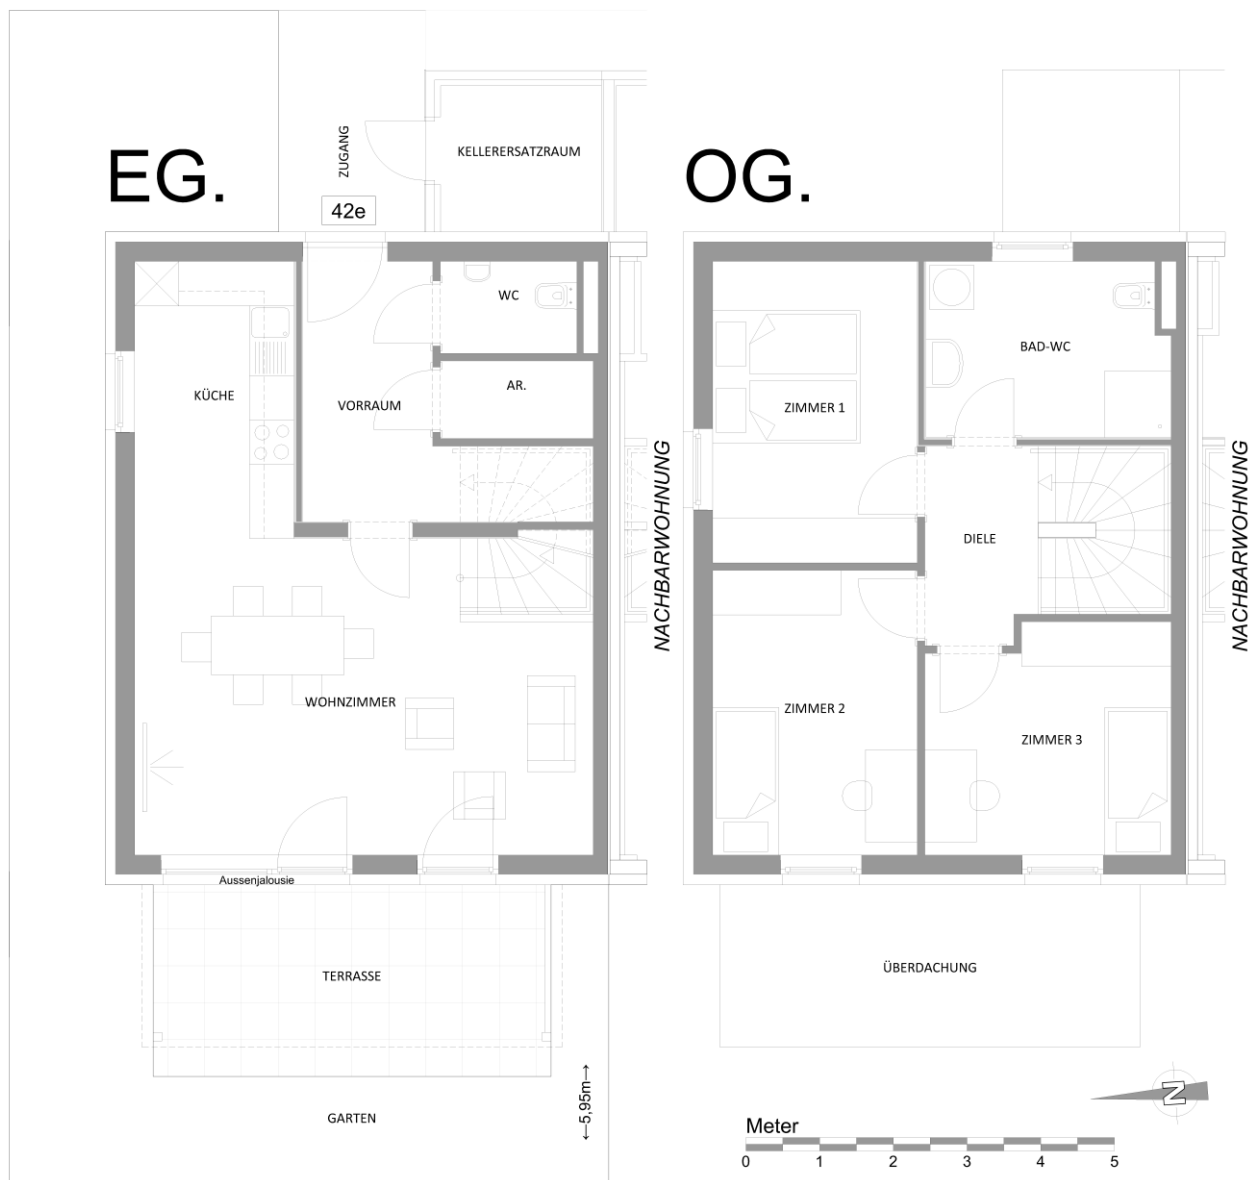 EG.
ZUGANG
42e
KELLERERSATZRAUM
WC
KÜCHE
VORRAUM
AR.
NACHBARWOHNUNG
WOHNZIMMER
Aussenjalousie
TERRASSE
GARTEN
←5,95m→
OG.
BAD-WC
ZIMMER 1
NACHBARWOHNUNG
DIELE
ZIMMER 2
ZIMMER 3
ÜBERDACHUNG
N
Meter
0 1 2 3 4 5